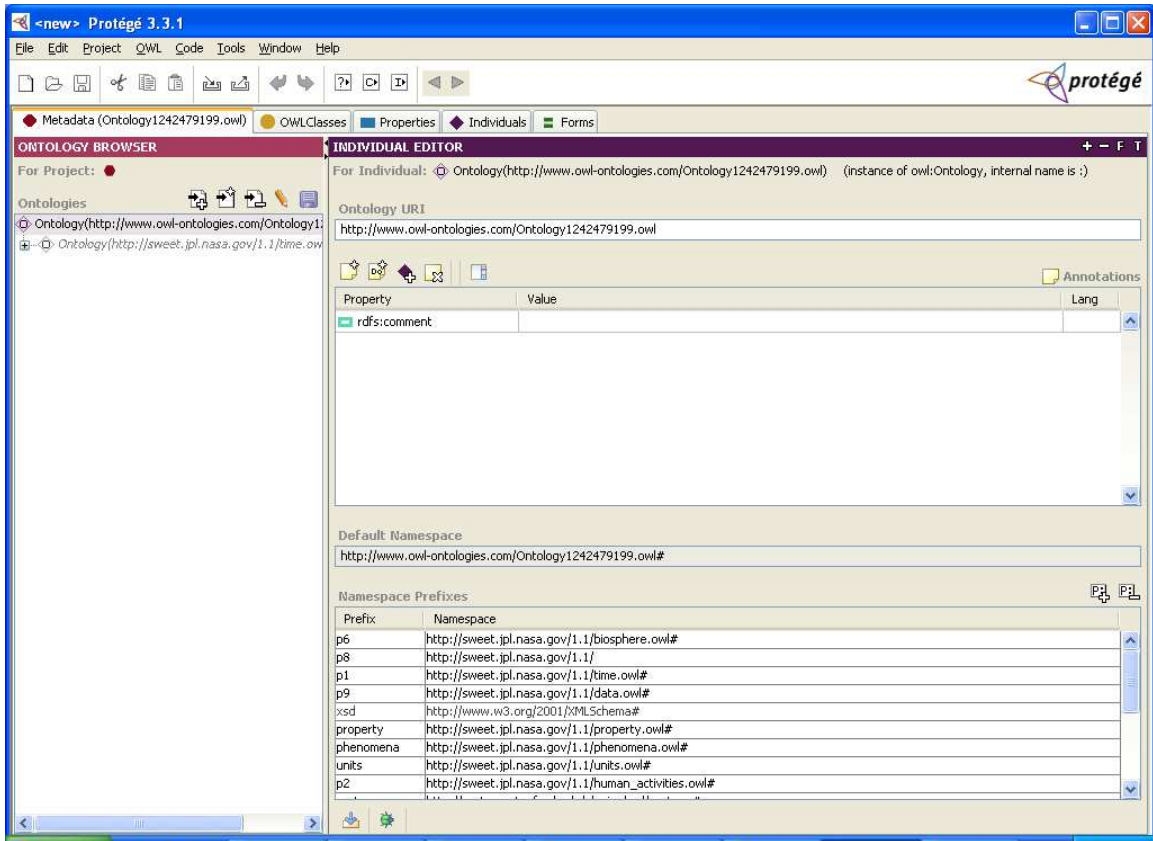 <new> Protégé 3.3.1
File Edit Project OWL Code Tools Window Help
protégé
Metadata (Ontology1242479199.owl) OWLClasses Properties Individuals Forms
ONTOLOGY BROWSER
For Project:
Ontologies
Ontology(http://www.owl-ontologies.com/Ontology1
Ontology(http://sweet.jpl.nasa.gov/1.1/time.ow
INDIVIDUAL EDITOR + - F T
For Individual: Ontology(http://www.owl-ontologies.com/Ontology1242479199.owl) (instance of owl:Ontology, internal name is :)
Ontology URI
http://www.owl-ontologies.com/Ontology1242479199.owl
Annotations
Property Value Lang
rdfs:comment
Default Namespace
http://www.owl-ontologies.com/Ontology1242479199.owl#
Namespace Prefixes
Prefix Namespace
p6 http://sweet.jpl.nasa.gov/1.1/biosphere.owl#
p8 http://sweet.jpl.nasa.gov/1.1/
p1 http://sweet.jpl.nasa.gov/1.1/time.owl#
p9 http://sweet.jpl.nasa.gov/1.1/data.owl#
xsd http://www.w3.org/2001/XMLSchema#
property http://sweet.jpl.nasa.gov/1.1/property.owl#
phenomena http://sweet.jpl.nasa.gov/1.1/phenomena.owl#
units http://sweet.jpl.nasa.gov/1.1/units.owl#
p2 http://sweet.jpl.nasa.gov/1.1/human_activities.owl#